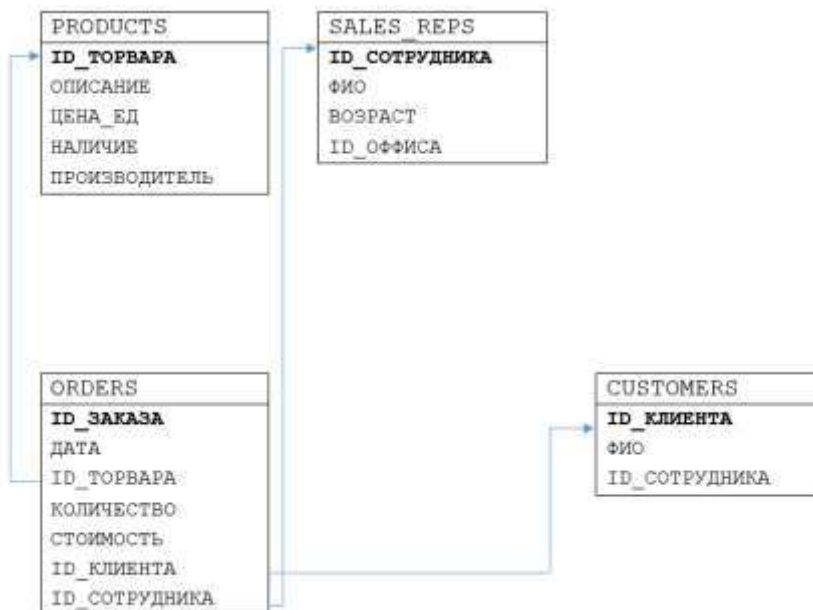 PRODUCTS
ID_ТОРВАРА
ОПИСАНИЕ
ЦЕНА_ЕД
НАЛИЧИЕ
ПРОИЗВОДИТЕЛЬ
SALES_REPS
ID_СОТРУДНИКА
ФИО
ВОЗРАСТ
ID_ОФФИСА
ORDERS
ID_ЗАКАЗА
ДАТА
ID_ТОРВАРА
КОЛИЧЕСТВО
СТОИМОСТЬ
ID_КЛИЕНТА
ID_СОТРУДНИКА
CUSTOMERS
ID_КЛИЕНТА
ФИО
ID_СОТРУДНИКА